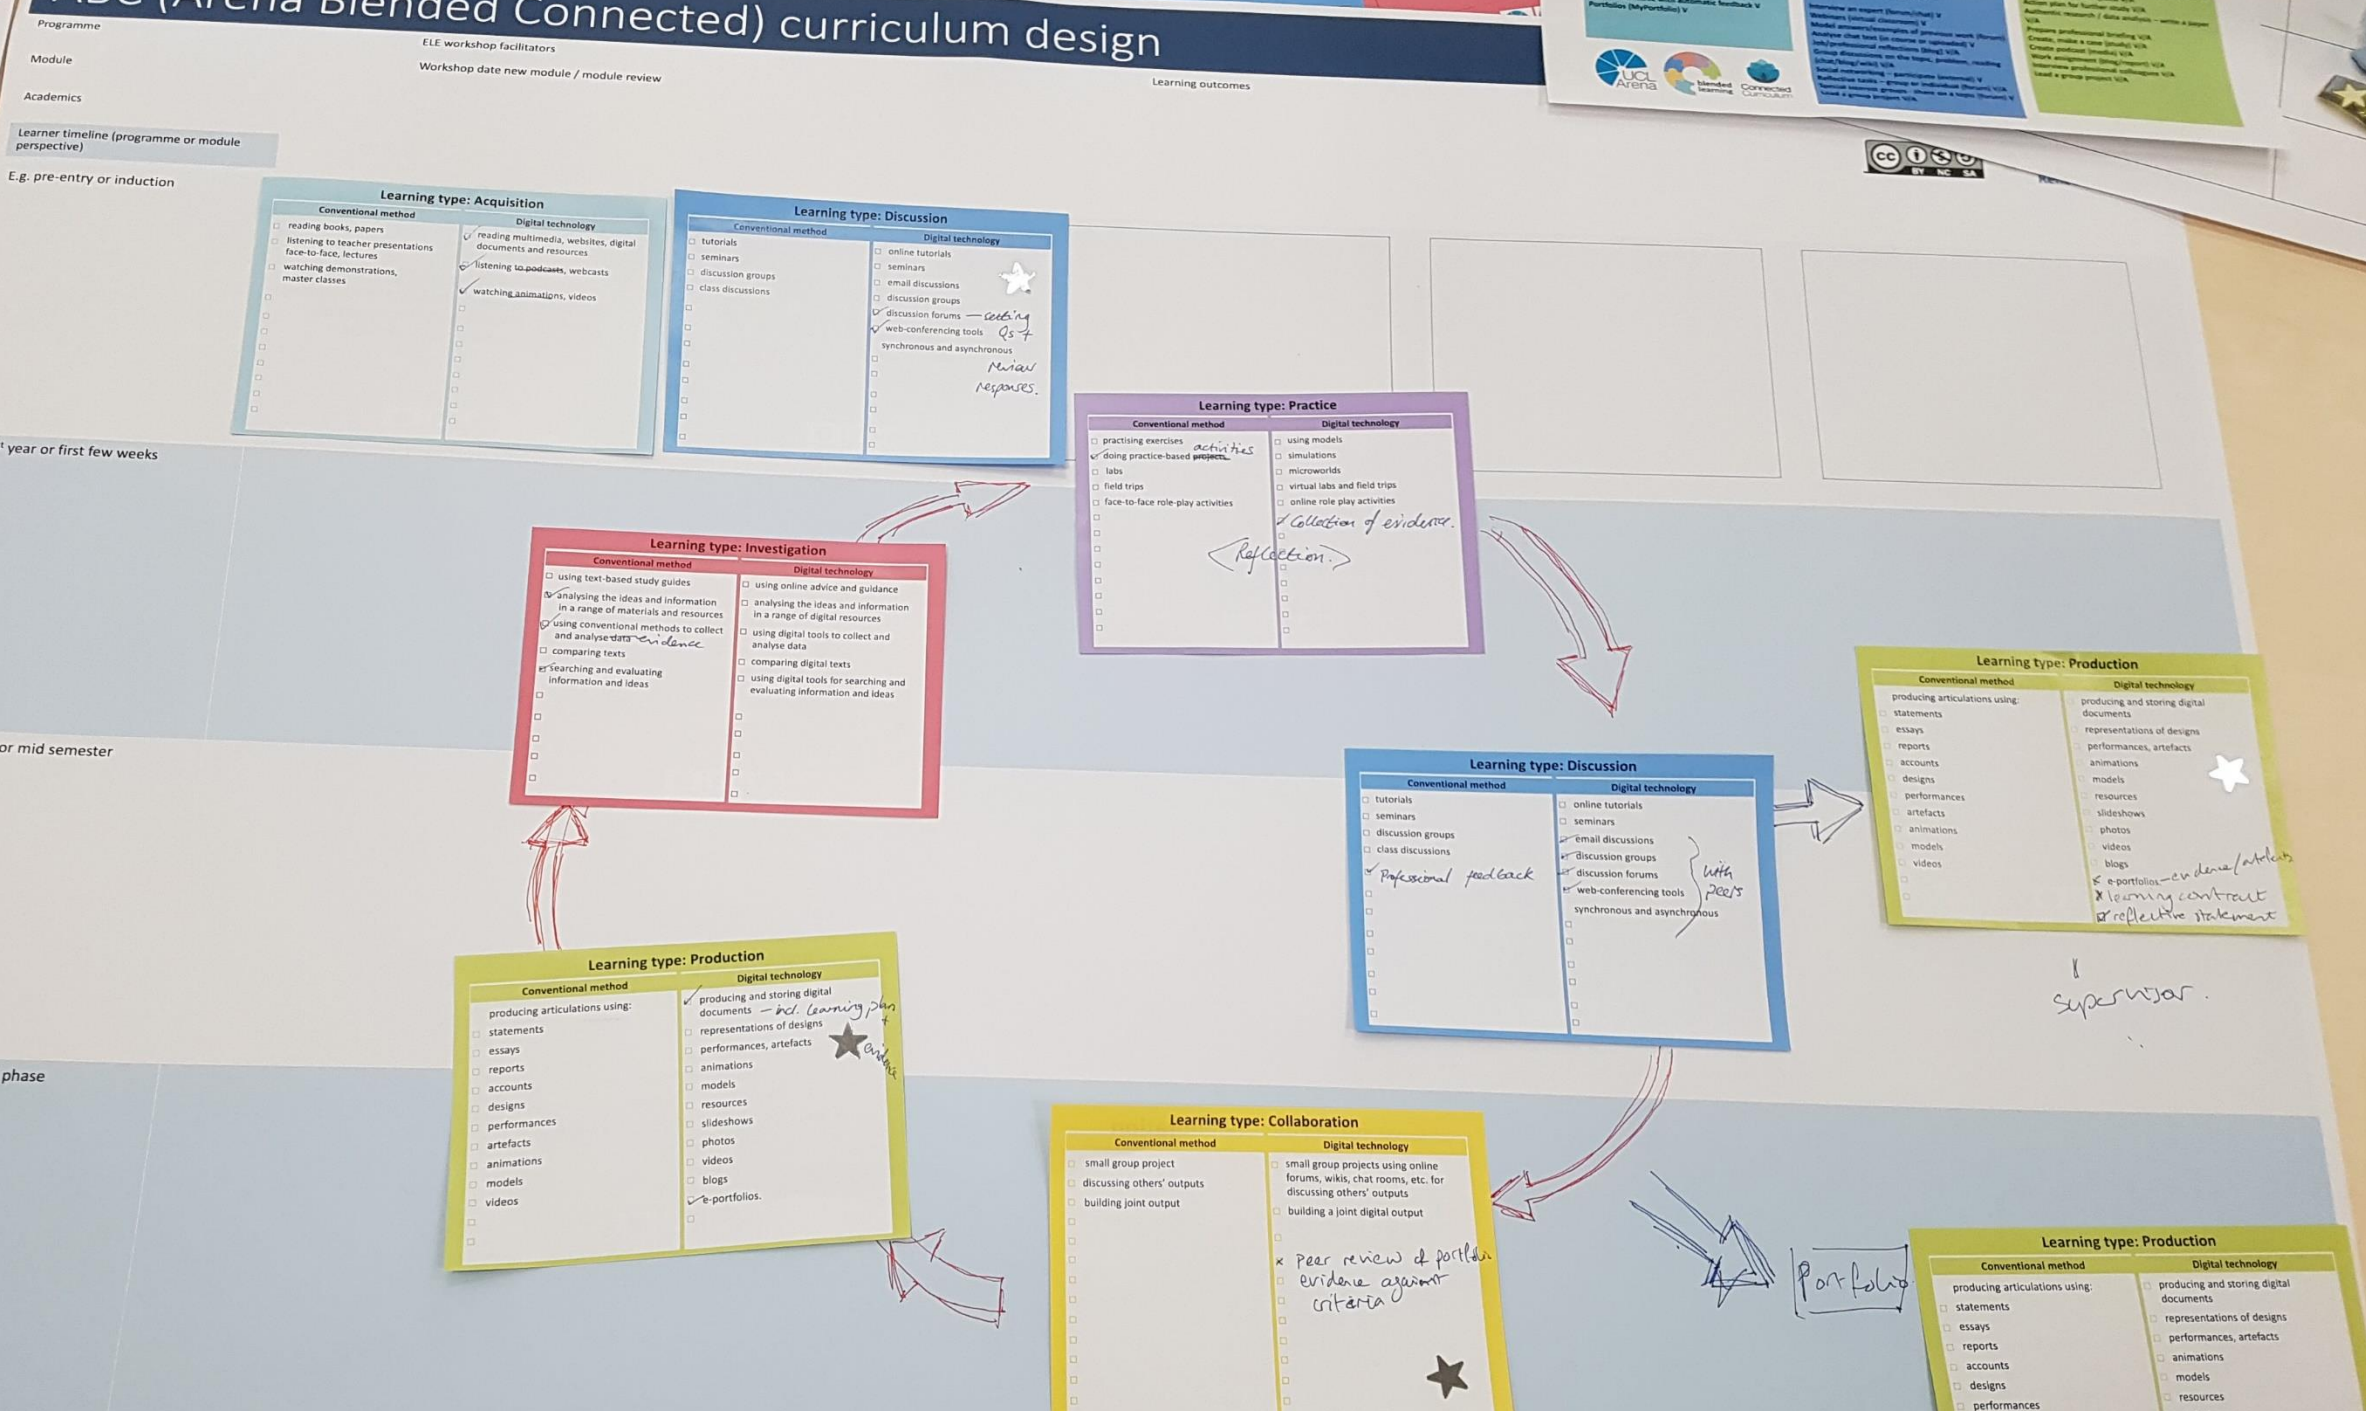 (Arena Blended Connected) curriculum design
Programme
Module
Academics
ELE workshop facilitators
Workshop date new module / module review
Learning outcomes
Learner timeline (programme or module
perspective)
E.g. pre-entry or induction
year or first few weeks
or mid semester
phase
Portfolios (MyPortfolio) V
UCL
Arena
blended
learning
Connected
Curriculum
cc
BY NC SA
Learning type: Acquisition
Conventional method
reading books, papers
listening to teacher presentations
face-to-face, lectures
watching demonstrations,
master classes
Digital technology
reading multimedia, websites, digital
documents and resources
listening to podcasts, webcasts
watching animations, videos
Learning type: Discussion
Conventional method
tutorials
seminars
discussion groups
class discussions
Digital technology
online tutorials
seminars
email discussions
discussion groups
discussion forums — setting
web-conferencing tools Qs +
synchronous and asynchronous
review
responses.
Learning type: Practice
Conventional method
practising exercises
activities
doing practice-based projects
labs
field trips
face-to-face role-play activities
Digital technology
using models
simulations
microworlds
virtual labs and field trips
online role play activities
Collection of evidence.
<Reflection.>
Learning type: Investigation
Conventional method
using text-based study guides
analysing the ideas and information
in a range of materials and resources
using conventional methods to collect
and analyse data evidence
comparing texts
searching and evaluating
information and ideas
Digital technology
using online advice and guidance
analysing the ideas and information
in a range of digital resources
using digital tools to collect and
analyse data
comparing digital texts
using digital tools for searching and
evaluating information and ideas
Learning type: Discussion
Conventional method
tutorials
seminars
discussion groups
class discussions
Professional feedback
Digital technology
online tutorials
seminars
email discussions
discussion groups
discussion forums
web-conferencing tools
synchronous and asynchronous
with
peers
Learning type: Production
Conventional method
producing articulations using:
statements
essays
reports
accounts
designs
performances
artefacts
animations
models
videos
Digital technology
producing and storing digital
documents
representations of designs
performances, artefacts
animations
models
resources
slideshows
photos
videos
blogs
e-portfolios — evidence/artefacts
x learning contract
reflective statement
supervisor.
Learning type: Production
Conventional method
producing articulations using:
statements
essays
reports
accounts
designs
performances
artefacts
animations
models
videos
Digital technology
producing and storing digital
documents — incl. learning plan
+
evidence
representations of designs
performances, artefacts
animations
models
resources
slideshows
photos
videos
blogs
e-portfolios.
Learning type: Collaboration
Conventional method
small group project
discussing others' outputs
building joint output
Digital technology
small group projects using online
forums, wikis, chat rooms, etc. for
discussing others' outputs
building a joint digital output
x Peer review of portfolio
evidence against
criteria
Portfolio
Learning type: Production
Conventional method
producing articulations using:
statements
essays
reports
accounts
designs
performances
Digital technology
producing and storing digital
documents
representations of designs
performances, artefacts
animations
models
resources